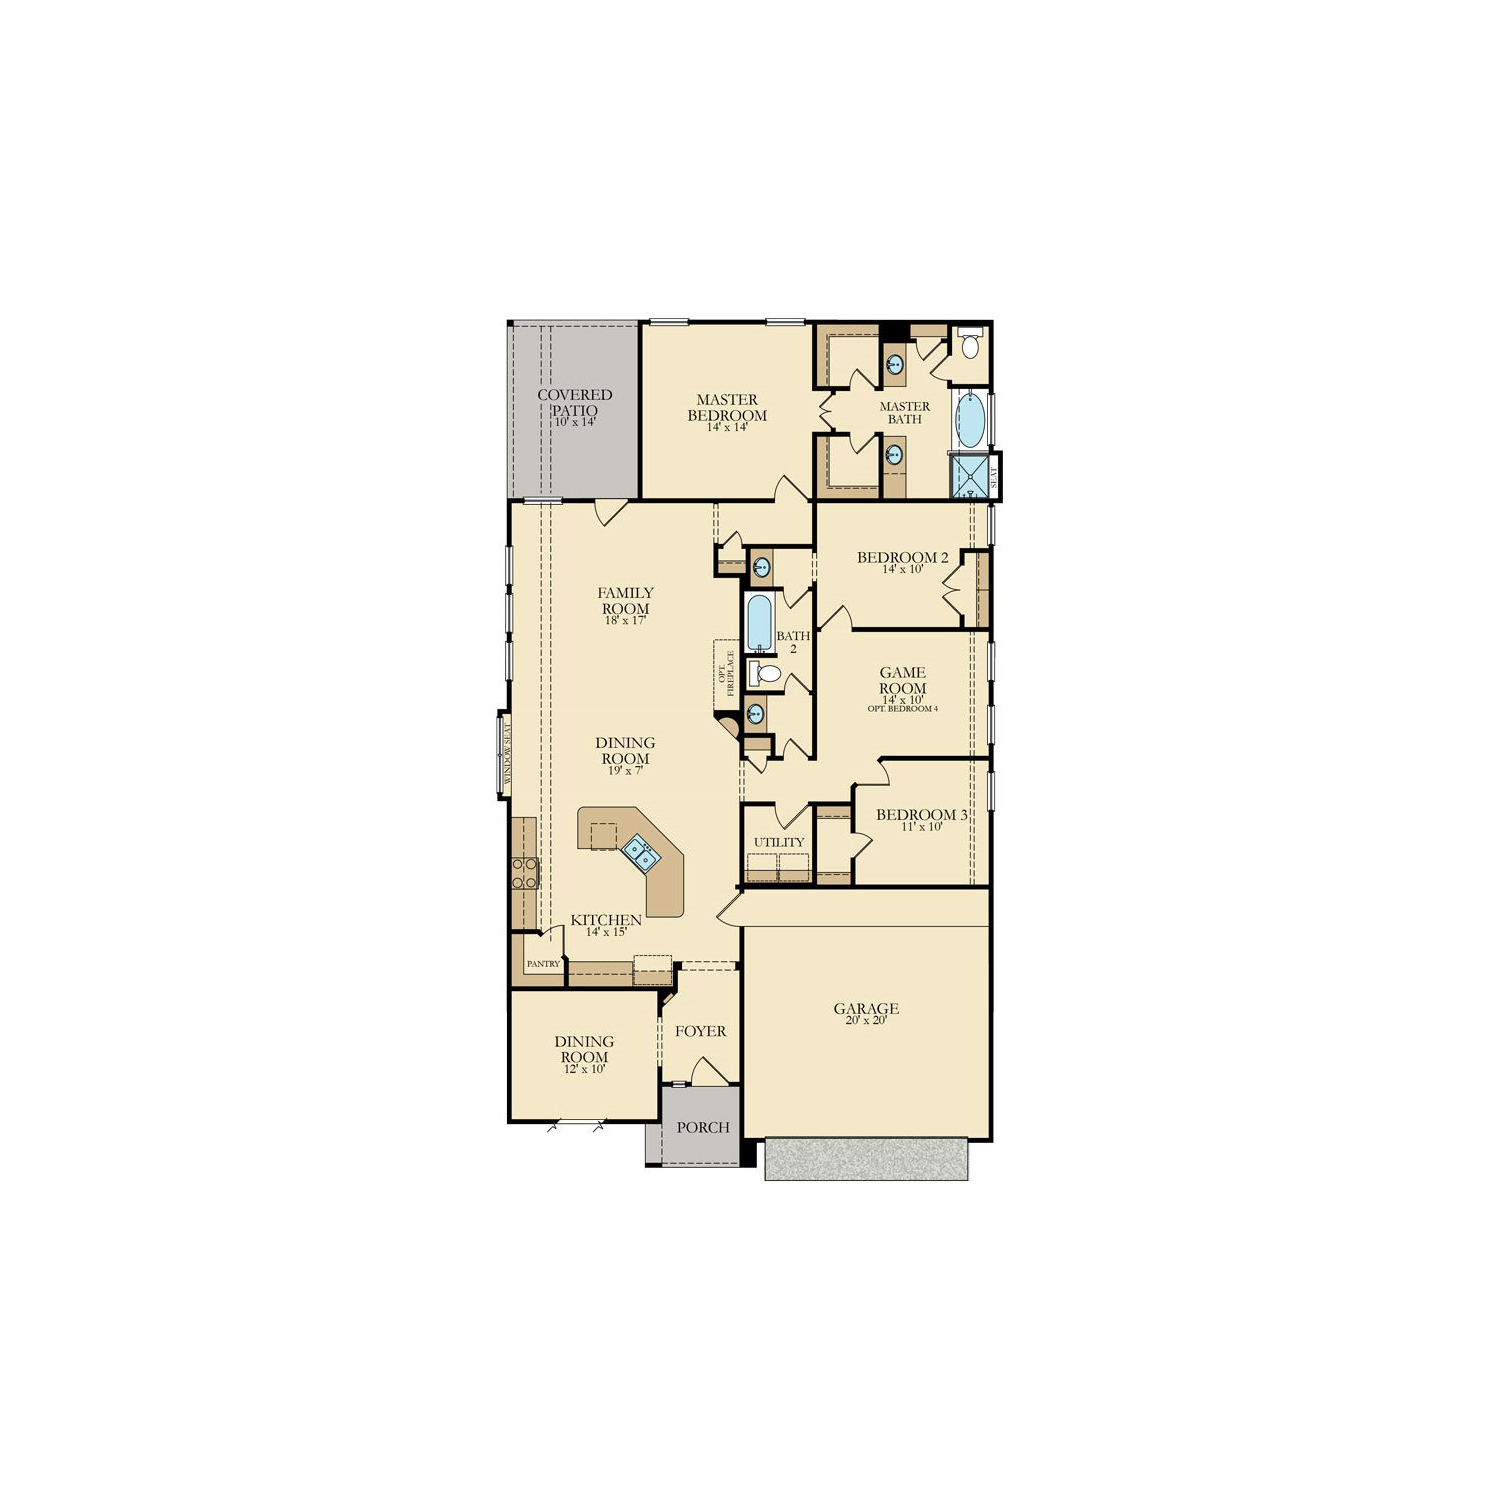 COVERED
PATIO
10' x 14'
MASTER
BEDROOM
14' x 14'
MASTER
BATH
SEAT
BEDROOM 2
14' x 10'
FAMILY
ROOM
18' x 17'
BATH
2
OPT.
FIREPLACE
GAME
ROOM
14' x 10'
OPT. BEDROOM 4
WINDOW SEAT
DINING
ROOM
19' x 7'
BEDROOM 3
11' x 10'
UTILITY
KITCHEN
14' x 15'
PANTRY
GARAGE
20' x 20'
FOYER
DINING
ROOM
12' x 10'
PORCH